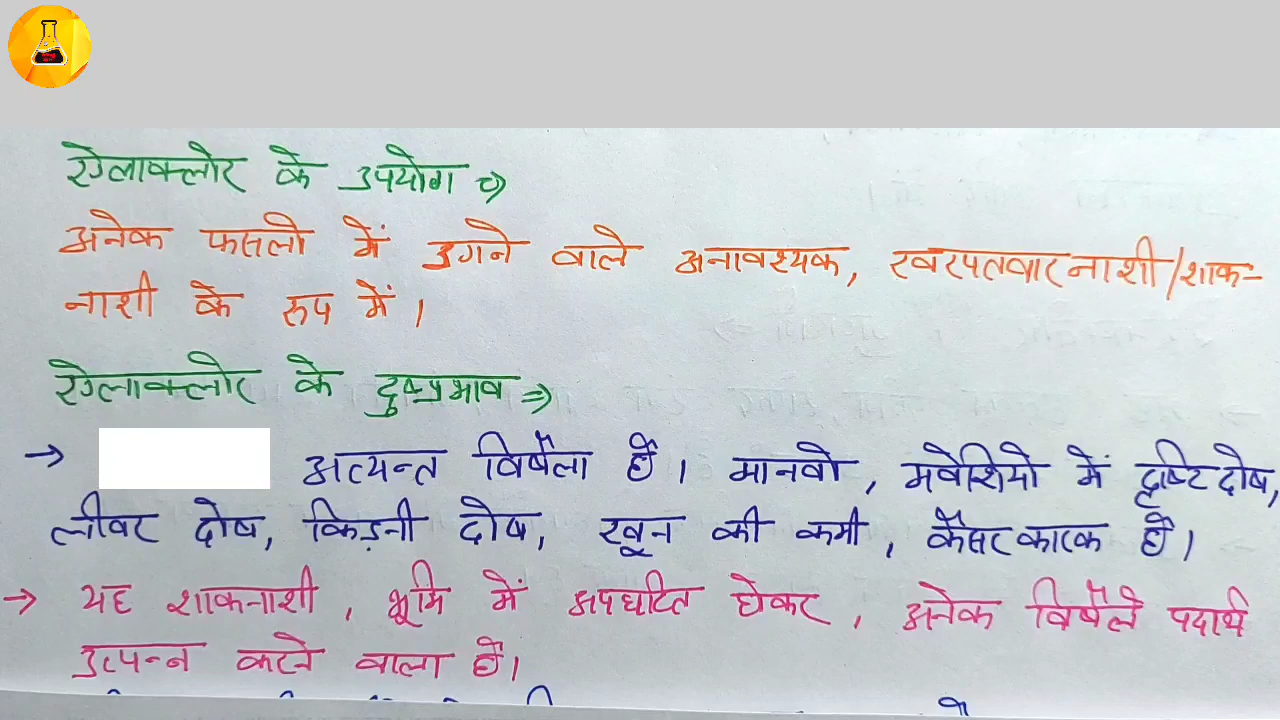 ऐलाक्लोर के उपयोग ⇒
अनेक फसलो में उगने वाले अनावश्यक, खरपतवारनाशी/शाक-
नाशी के रूप में।
ऐलाक्लोर के दुष्प्रभाव ⇒
→ अत्यन्त विषैला है। मानवो, मवेशियो में दृष्टि दोष,
लीवर दोष, किड़नी दोष, खून की कमी, कैंसर कारक है।
→ यह शाकनाशी, भूमि में अपघटित होकर, अनेक विषैले पदार्थ
उत्पन्न करने वाला है।